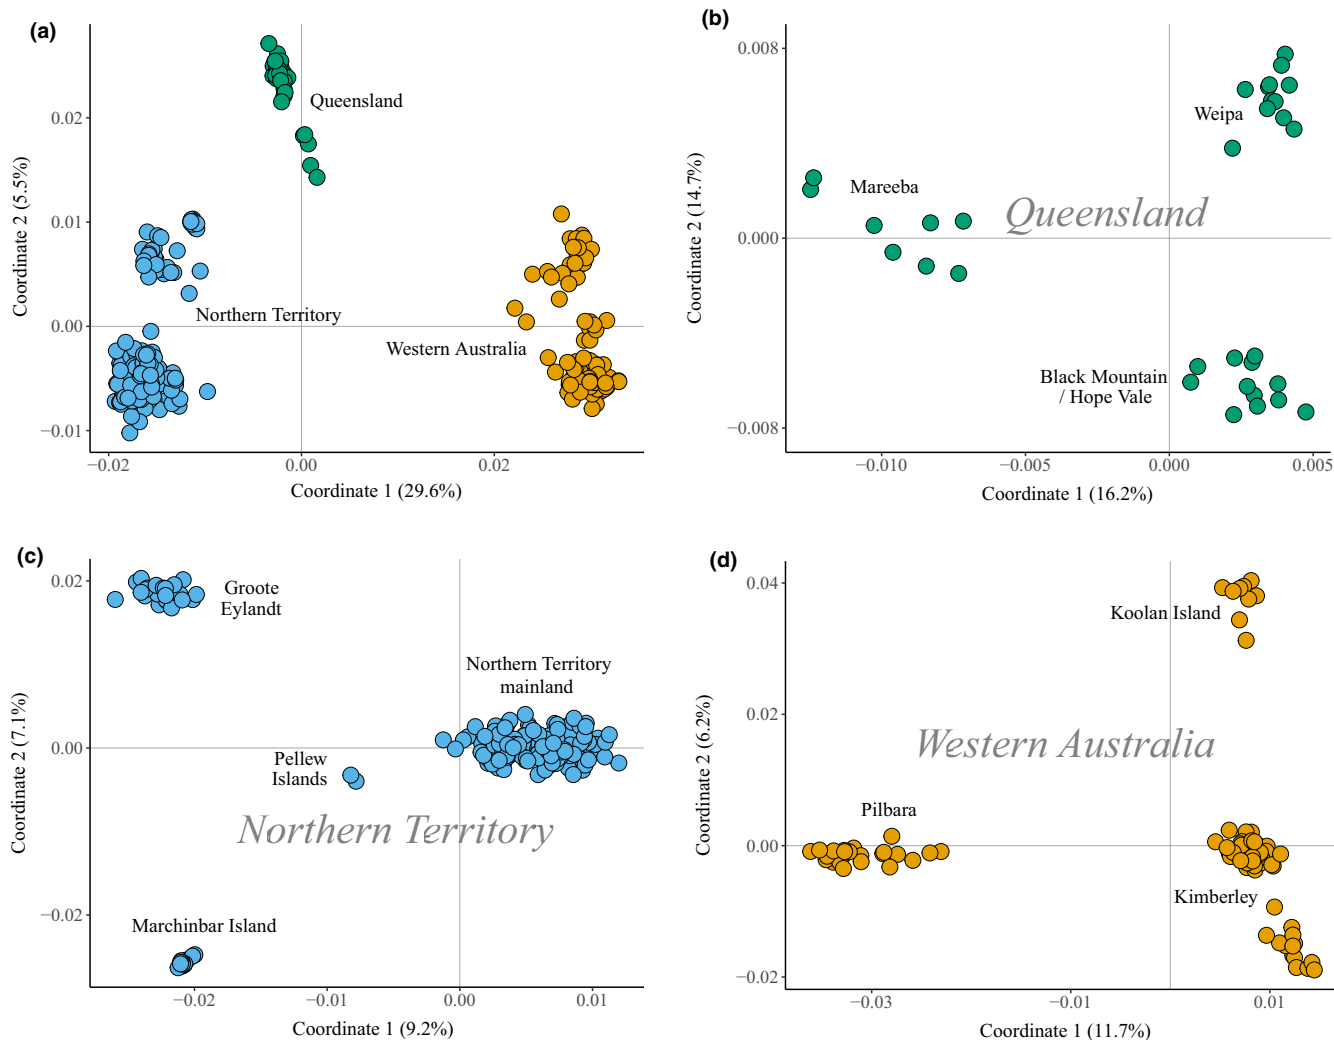 (a)
Coordinate 2 (5.5%)
0.02
0.01
0.00
−0.01
Queensland
Northern Territory
Western Australia
−0.02
0.00
0.02
Coordinate 1 (29.6%)
(b)
Coordinate 2 (14.7%)
0.008
0.000
−0.008
Weipa
Mareeba
Queensland
Black Mountain
/ Hope Vale
−0.010
−0.005
0.000
0.005
Coordinate 1 (16.2%)
(c)
Coordinate 2 (7.1%)
0.02
0.00
−0.02
Groote
Eylandt
Northern Territory
mainland
Pellew
Islands
Northern Territory
Marchinbar Island
−0.02
−0.01
0.00
0.01
Coordinate 1 (9.2%)
(d)
Coordinate 2 (6.2%)
0.04
0.02
0.00
−0.02
Koolan Island
Western Australia
Pilbara
Kimberley
−0.03
−0.01
0.01
Coordinate 1 (11.7%)